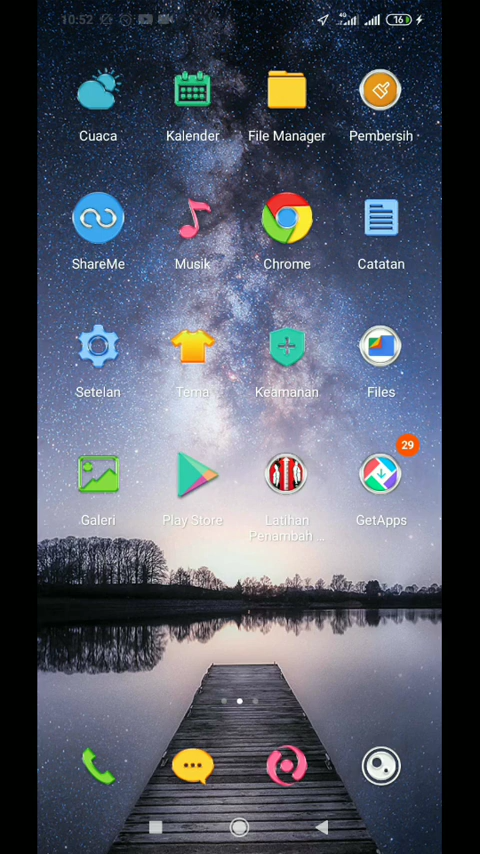 10:52
4G
16
Cuaca
Kalender
File Manager
Pembersih
ShareMe
Musik
Chrome
Catatan
Setelan
Tema
Keamanan
Files
29
Galeri
Play Store
Latihan
Penambah ...
GetApps